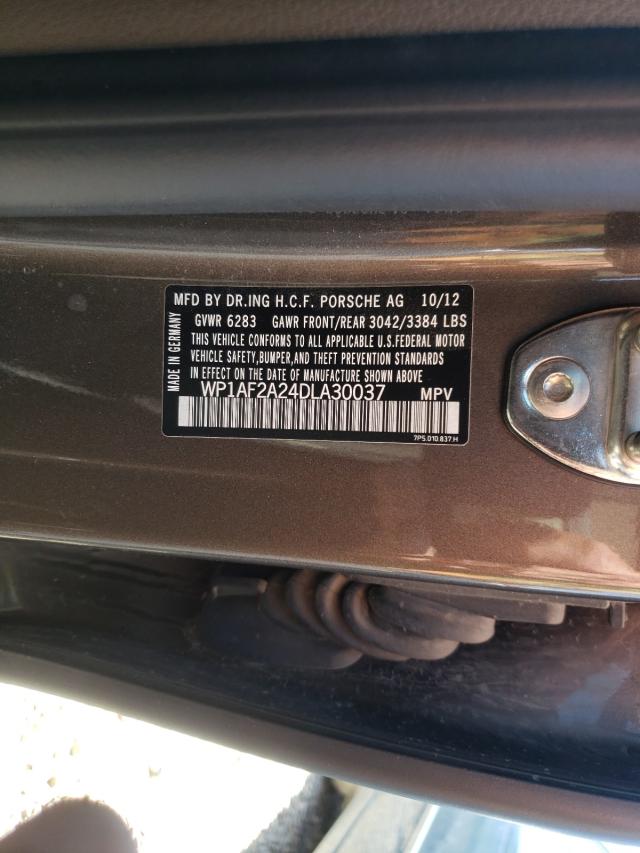 MFD BY DR.ING H.C.F. PORSCHE AG 10/12
GVWR 6283 GAWR FRONT/REAR 3042/3384 LBS
THIS VEHICLE CONFORMS TO ALL APPLICABLE U.S.FEDERAL MOTOR
VEHICLE SAFETY,BUMPER,AND THEFT PREVENTION STANDARDS
IN EFFECT ON THE DATE OF MANUFACTURE SHOWN ABOVE
WP1AF2A24DLA30037 MPV
7P5.010.837.H
MADE IN GERMANY